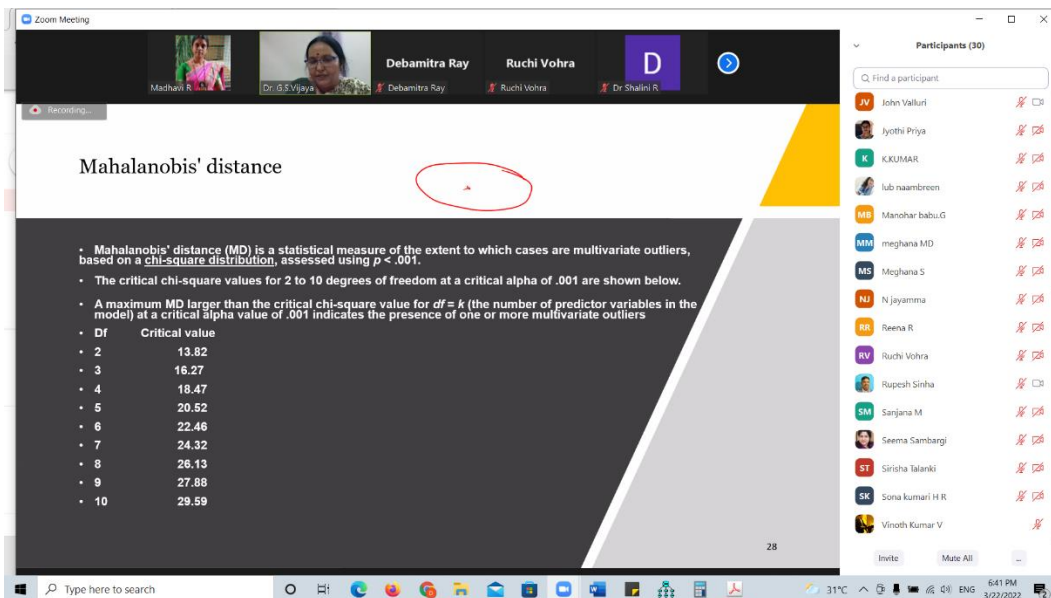 Zoom Meeting
Madhavi R
Dr. G.S.Vijaya
Debamitra Ray
Debamitra Ray
Ruchi Vohra
Ruchi Vohra
D
Dr Shalini R
Recording...
Mahalanobis' distance
• Mahalanobis' distance (MD) is a statistical measure of the extent to which cases are multivariate outliers,
based on a chi-square distribution, assessed using p < .001.
• The critical chi-square values for 2 to 10 degrees of freedom at a critical alpha of .001 are shown below.
• A maximum MD larger than the critical chi-square value for df = k (the number of predictor variables in the
model) at a critical alpha value of .001 indicates the presence of one or more multivariate outliers
• Df Critical value
• 2 13.82
• 3 16.27
• 4 18.47
• 5 20.52
• 6 22.46
• 7 24.32
• 8 26.13
• 9 27.88
• 10 29.59
28
Participants (30)
Find a participant
JV John Valluri
Jyothi Priya
K K.KUMAR
lub naambreen
MB Manohar babu.G
MM meghana MD
MS Meghana S
NJ N jayamma
RR Reena R
RV Ruchi Vohra
Rupesh Sinha
SM Sanjana M
Seema Sambargi
ST Sirisha Talanki
SK Sona kumari H R
Vinoth Kumar V
Invite Mute All ...
Type here to search
31°C ENG 6:41 PM
3/22/2022